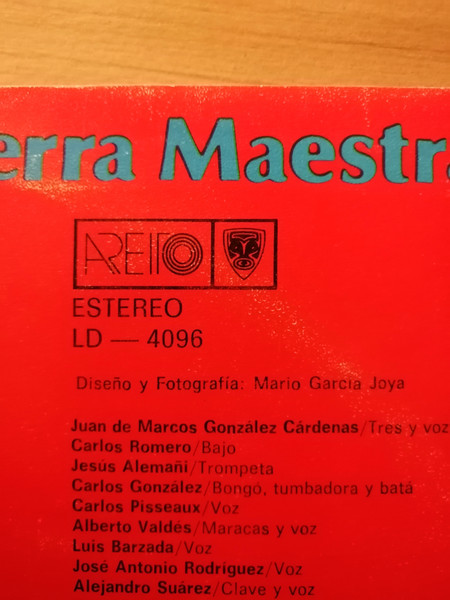 erra Maestra
AREITO
ESTEREO
LD — 4096
Diseño y Fotografía: Mario García Joya
Juan de Marcos González Cárdenas/Tres y voz
Carlos Romero/Bajo
Jesús Alemañi/Trompeta
Carlos González/Bongó, tumbadora y batá
Carlos Pisseaux/Voz
Alberto Valdés/Maracas y voz
Luis Barzada/Voz
José Antonio Rodríguez/Voz
Alejandro Suárez/Clave y voz